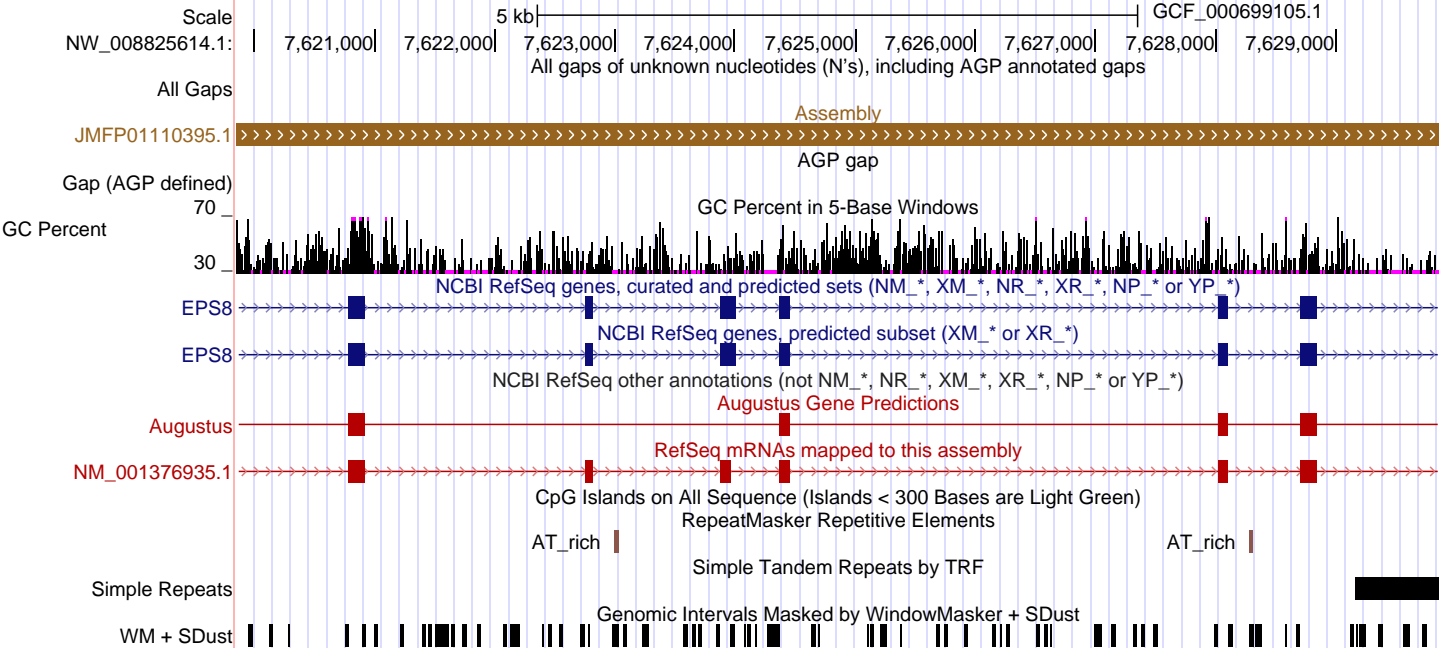 Scale 5 kb GCF_000699105.1
NW_008825614.1: 7,621,000 7,622,000 7,623,000 7,624,000 7,625,000 7,626,000 7,627,000 7,628,000 7,629,000
All gaps of unknown nucleotides (N's), including AGP annotated gaps
All Gaps
Assembly
JMFP01110395.1
AGP gap
Gap (AGP defined)
70
GC Percent in 5-Base Windows
GC Percent
30
NCBI RefSeq genes, curated and predicted sets (NM_*, XM_*, NR_*, XR_*, NP_* or YP_*)
EPS8
NCBI RefSeq genes, predicted subset (XM_* or XR_*)
EPS8
NCBI RefSeq other annotations (not NM_*, NR_*, XM_*, XR_*, NP_* or YP_*)
Augustus Gene Predictions
Augustus
RefSeq mRNAs mapped to this assembly
NM_001376935.1
CpG Islands on All Sequence (Islands < 300 Bases are Light Green)
RepeatMasker Repetitive Elements
AT_rich AT_rich
Simple Tandem Repeats by TRF
Simple Repeats
Genomic Intervals Masked by WindowMasker + SDust
WM + SDust